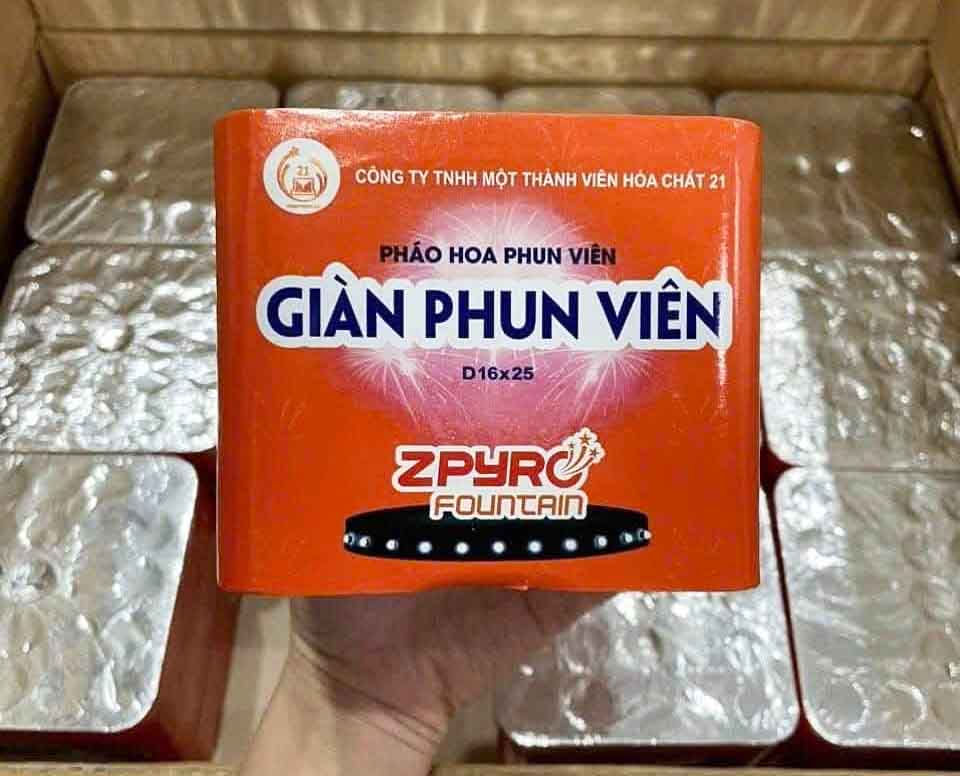 21
CÔNG TY TNHH MỘT THÀNH VIÊN HÓA CHẤT 21
PHÁO HOA PHUN VIÊN
GIÀN PHUN VIÊN
D16x25
ZPYRO
FOUNTAIN